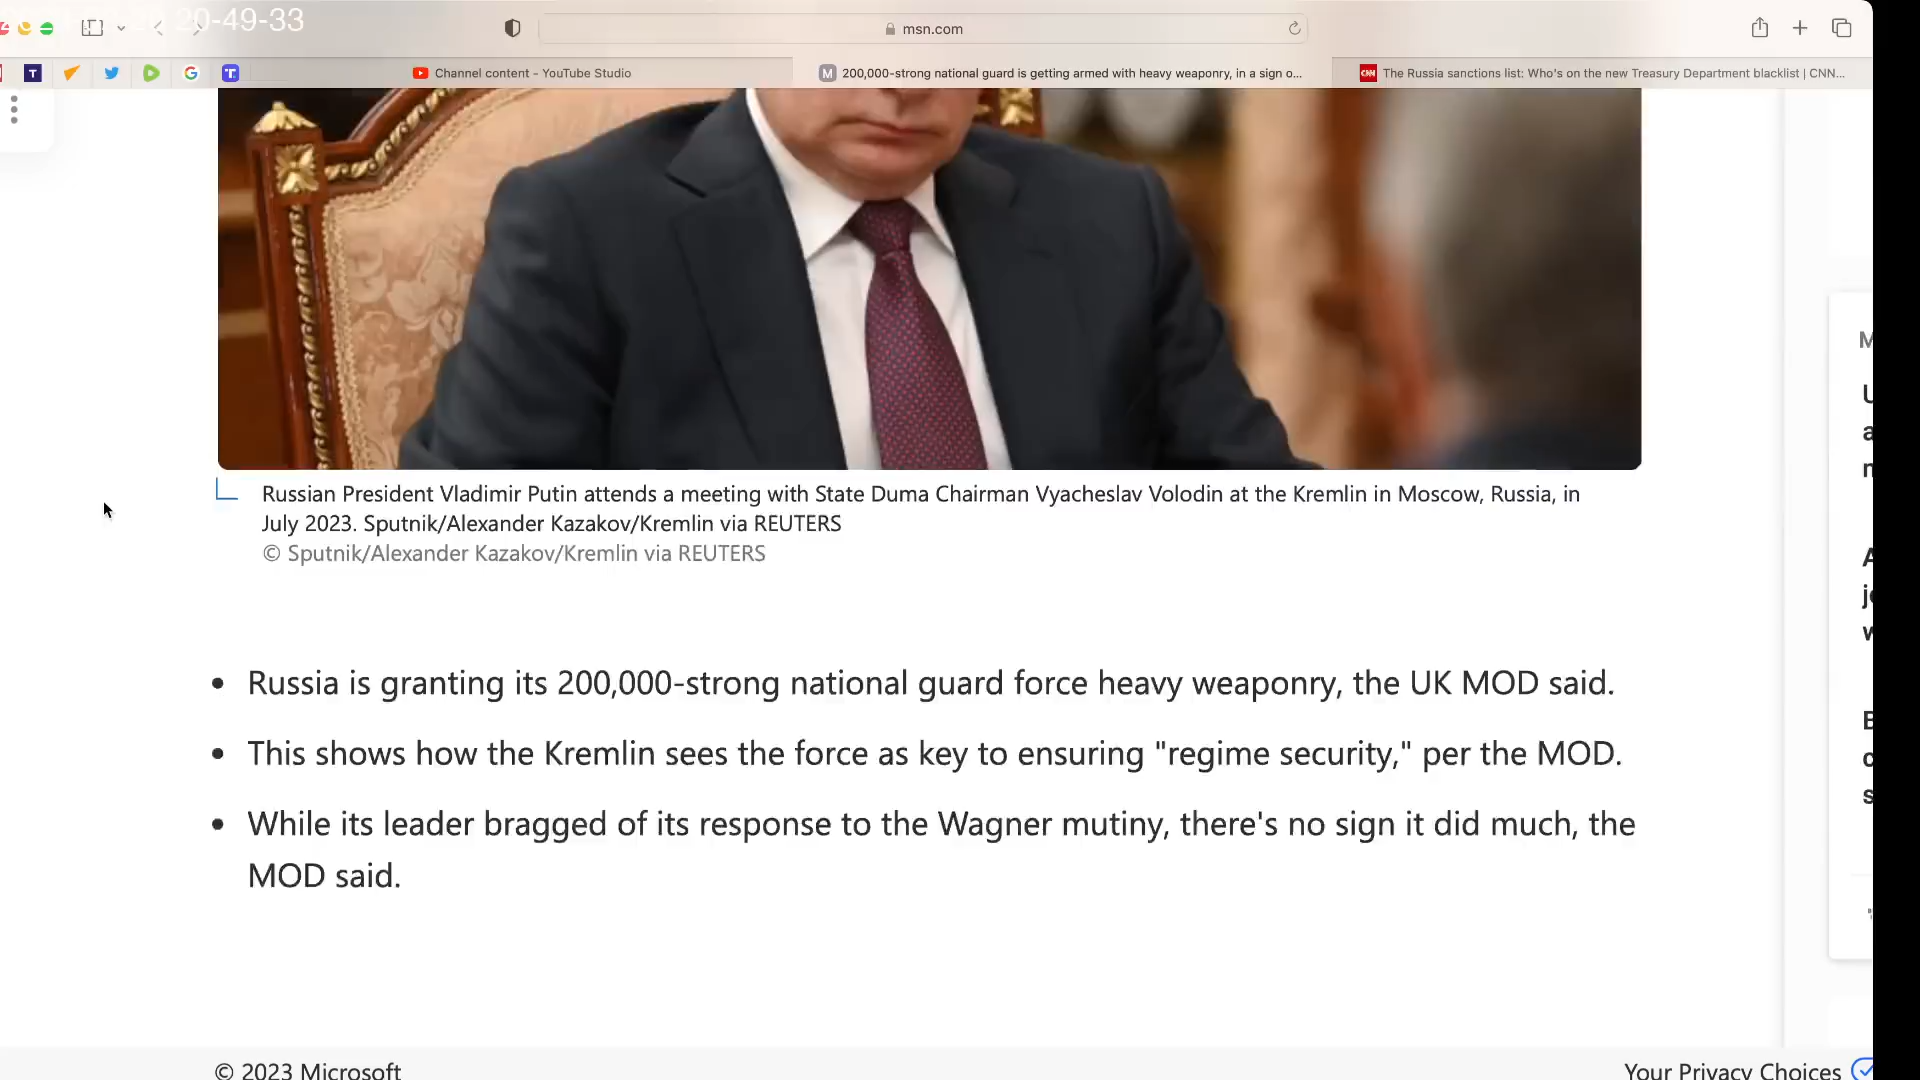 20-49-33
msn.com
Channel content - YouTube Studio
200,000-strong national guard is getting armed with heavy weaponry, in a sign o...
CNN
The Russia sanctions list: Who's on the new Treasury Department blacklist | CNN...
Russian President Vladimir Putin attends a meeting with State Duma Chairman Vyacheslav Volodin at the Kremlin in Moscow, Russia, in
July 2023. Sputnik/Alexander Kazakov/Kremlin via REUTERS
© Sputnik/Alexander Kazakov/Kremlin via REUTERS
• Russia is granting its 200,000-strong national guard force heavy weaponry, the UK MOD said.
• This shows how the Kremlin sees the force as key to ensuring "regime security," per the MOD.
• While its leader bragged of its response to the Wagner mutiny, there's no sign it did much, the
MOD said.
© 2023 Microsoft
Your Privacy Choices